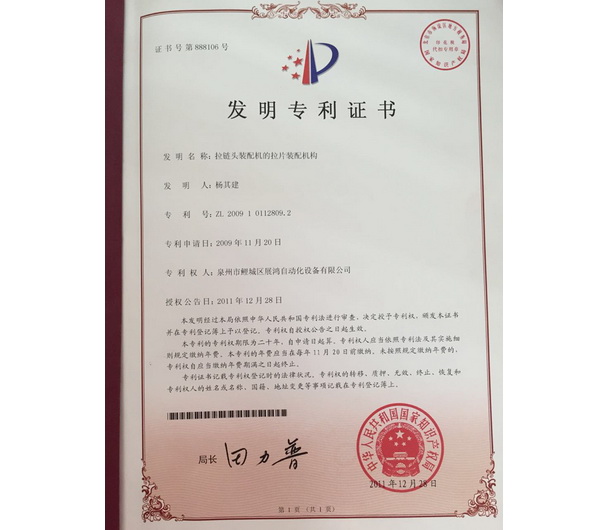 证书号第888106号
发明专利证书
发明名称:拉链头装配机的拉片装配机构
发明人:杨其建
专利号:ZL 2009 1 0112809.2
专利申请日:2009年11月20日
专利权人:泉州市鲤城区展鸿自动化设备有限公司
授权公告日:2011年12月28日
本发明经过本局依照中华人民共和国专利法进行审查,决定授予专利权,颁发本证书
并在专利登记簿上予以登记。专利权自授权公告之日起生效。
本专利的专利权期限为二十年,自申请日起算。专利权人应当依照专利法及其实施细
则规定缴纳年费。本专利的年费应当在每年11月20日前缴纳。未按照规定缴纳年费的,
专利权自应当缴纳年费期满之日起终止。
专利证书记载专利权登记时的法律状况。专利权的转移、质押、无效、终止、恢复和
专利权人的姓名或名称、国籍、地址变更等事项记载在专利登记簿上。
局长 田力普
中华人民共和国国家知识产权局
2011年12月28日
第1页(共1页)